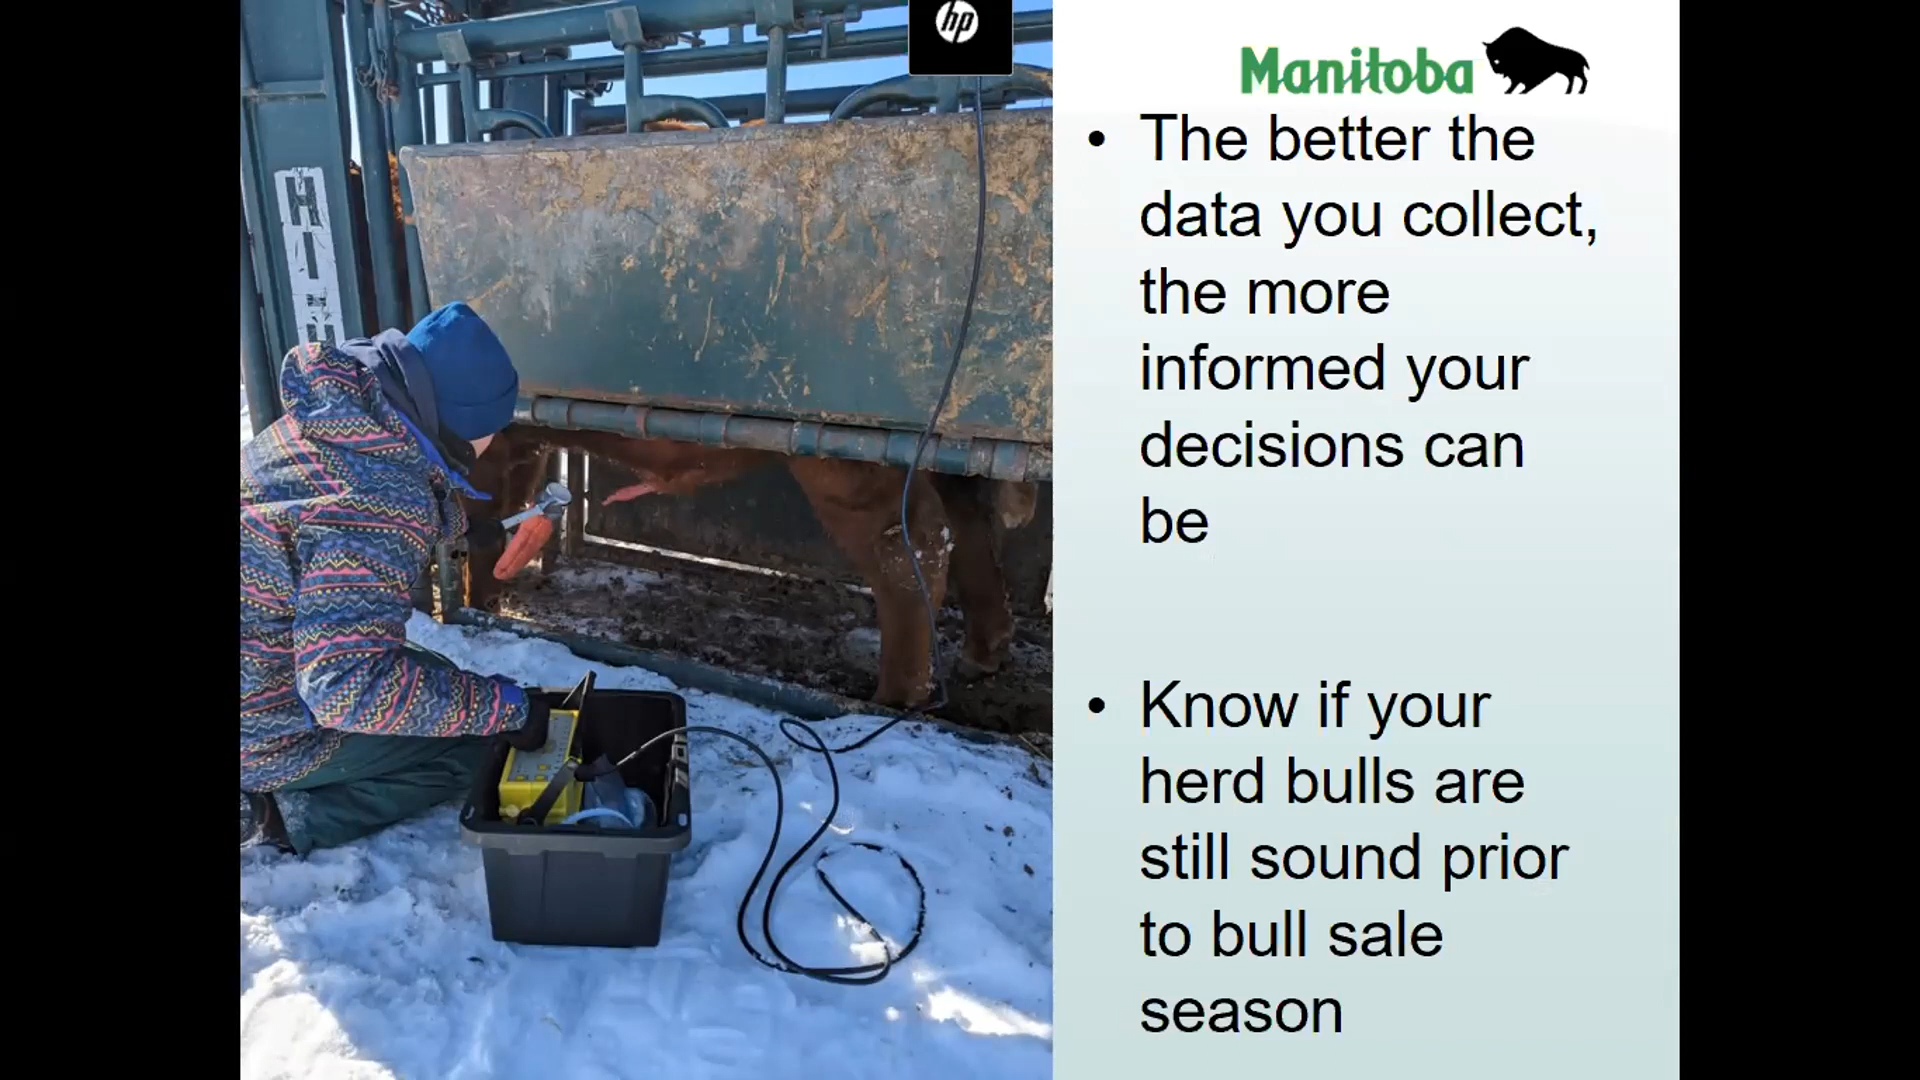 hp
Manitoba
• The better the
data you collect,
the more
informed your
decisions can
be
• Know if your
herd bulls are
still sound prior
to bull sale
season